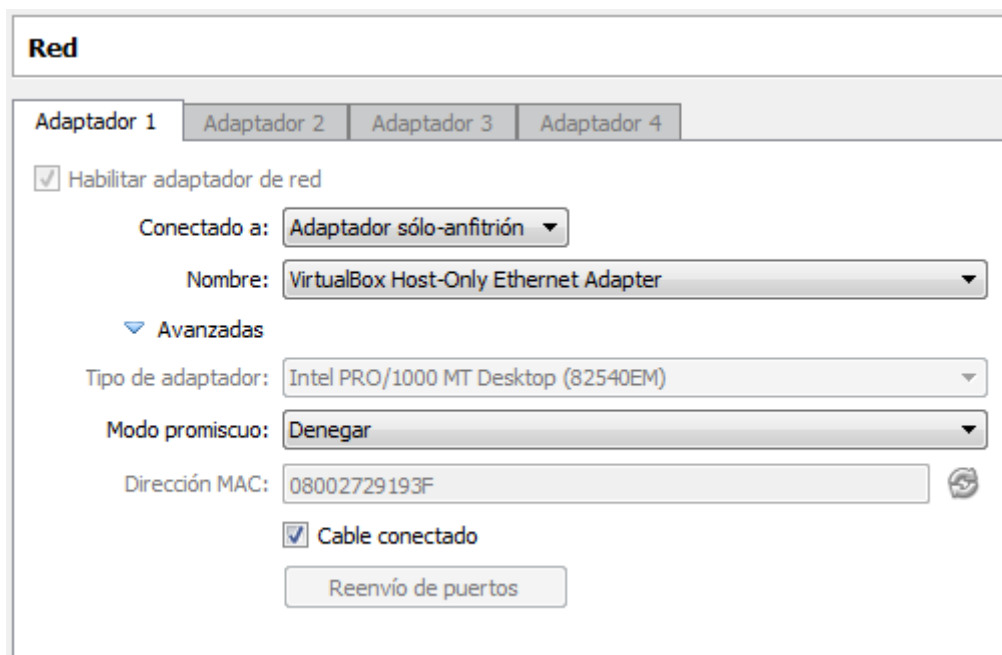 Red
Adaptador 1 Adaptador 2 Adaptador 3 Adaptador 4
Habilitar adaptador de red
Conectado a: Adaptador sólo-anfitrión
Nombre: VirtualBox Host-Only Ethernet Adapter
Avanzadas
Tipo de adaptador: Intel PRO/1000 MT Desktop (82540EM)
Modo promiscuo: Denegar
Dirección MAC: 08002729193F
Cable conectado
Reenvío de puertos